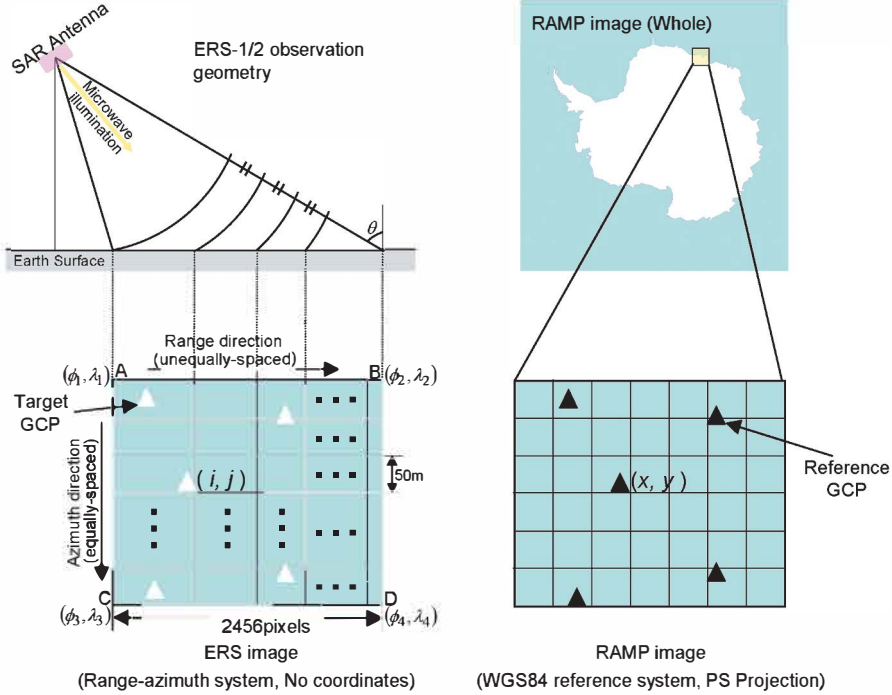 SAR Antenna
ERS-1/2 observation
geometry
Microwave
illumination
θ
Earth Surface
Range direction
(unequally-spaced)
(ϕ₁,λ₁)
A
B
(ϕ₂,λ₂)
Target
GCP
(i, j)
50m
Azimuth direction
(equally-spaced)
C
D
(ϕ₃,λ₃)
(ϕ₄,λ₄)
2456pixels
ERS image
(Range-azimuth system, No coordinates)
RAMP image (Whole)
(x, y)
Reference
GCP
RAMP image
(WGS84 reference system, PS Projection)